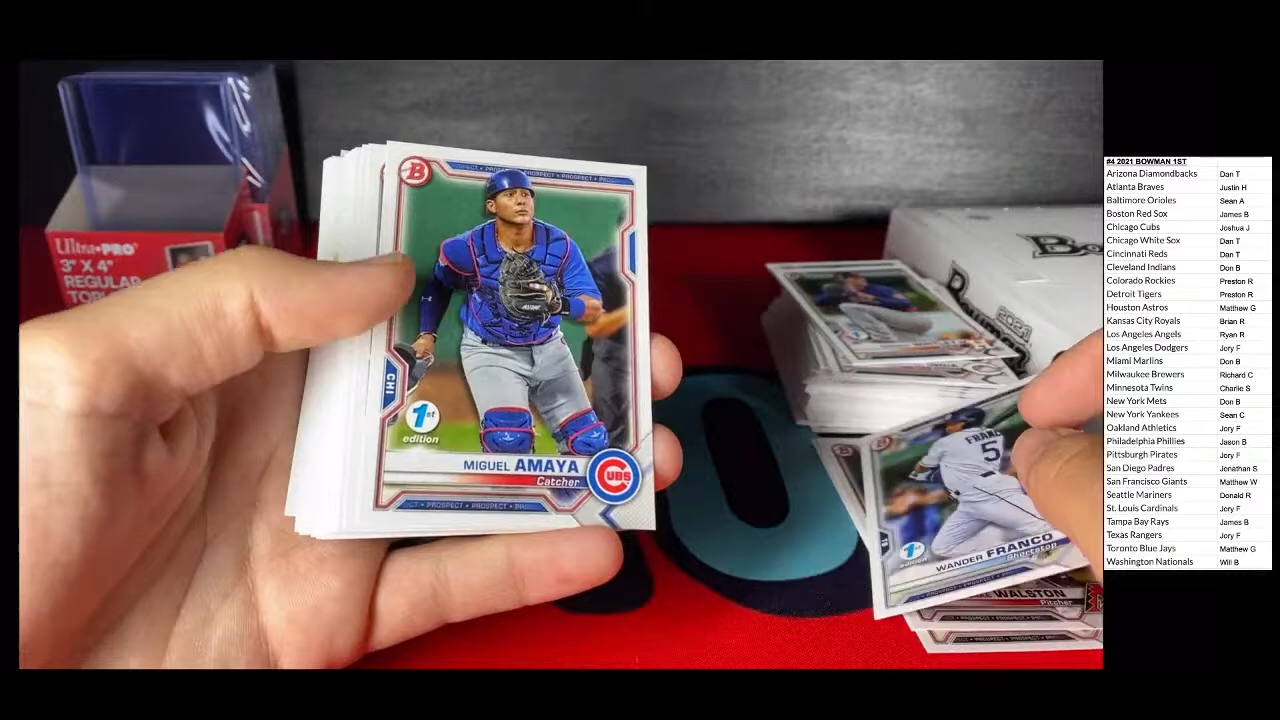 Ultra·PRO
3" X 4"
REGULAR
B
CHI
1st
edition
MIGUEL AMAYA
Catcher
CUBS
PROSPECT • PROSPECT
2021
FRAN
5
1st
edition
WANDER FRANCO
Shortstop
WALSTON
Pitcher
#4 2021 BOWMAN 1ST
Arizona Diamondbacks Dan T
Atlanta Braves Justin H
Baltimore Orioles Sean A
Boston Red Sox James B
Chicago Cubs Joshua J
Chicago White Sox Dan T
Cincinnati Reds Dan T
Cleveland Indians Don B
Colorado Rockies Preston R
Detroit Tigers Preston R
Houston Astros Matthew G
Kansas City Royals Brian R
Los Angeles Angels Ryan R
Los Angeles Dodgers Jory F
Miami Marlins Don B
Milwaukee Brewers Richard C
Minnesota Twins Charlie S
New York Mets Don B
New York Yankees Sean C
Oakland Athletics Jory F
Philadelphia Phillies Jason B
Pittsburgh Pirates Jory F
San Diego Padres Jonathan S
San Francisco Giants Matthew W
Mariners Donald R
St. Louis Cardinals Jory F
Tampa Bay Rays James B
Texas Rangers Jory F
Toronto Blue Jays Matthew G
Washington Nationals Will B